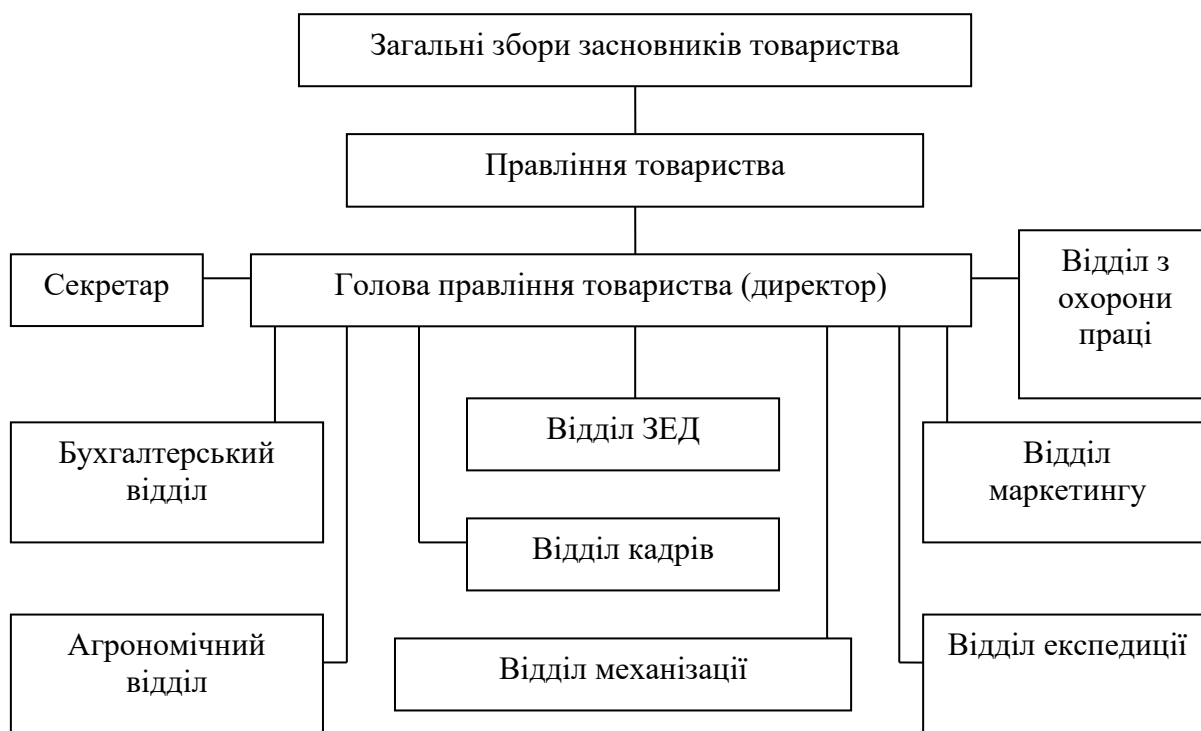 Загальні збори засновників товариства
Правління товариства
Секретар
Голова правління товариства (директор)
Відділ з
охорони
праці
Бухгалтерський
відділ
Відділ ЗЕД
Відділ
маркетингу
Відділ кадрів
Агрономічний
відділ
Відділ механізації
Відділ експедиції